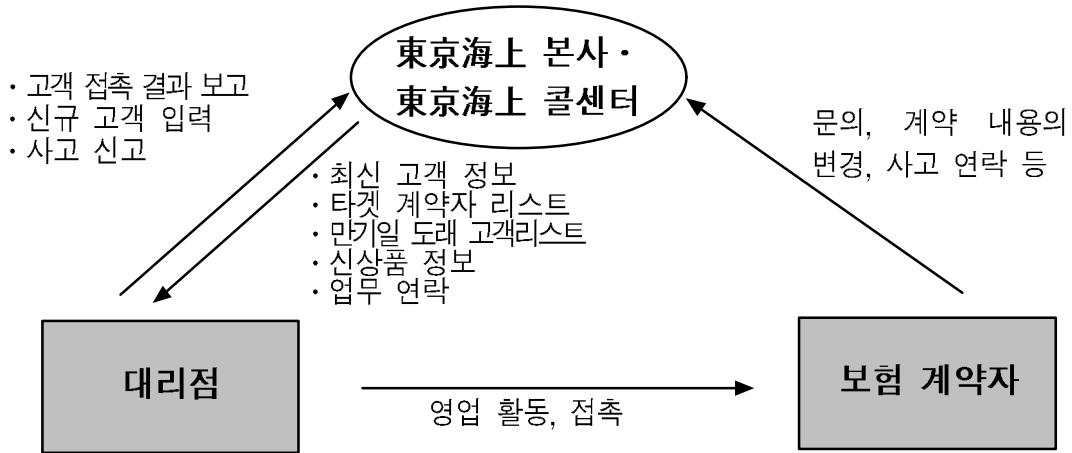 東京海上 본사·
東京海上 콜센터
· 고객 접촉 결과 보고
· 신규 고객 입력
· 사고 신고
문의, 계약 내용의
변경, 사고 연락 등
· 최신 고객 정보
· 타겟 계약자 리스트
· 만기일 도래 고객리스트
· 신상품 정보
· 업무 연락
대리점
보험 계약자
영업 활동, 접촉